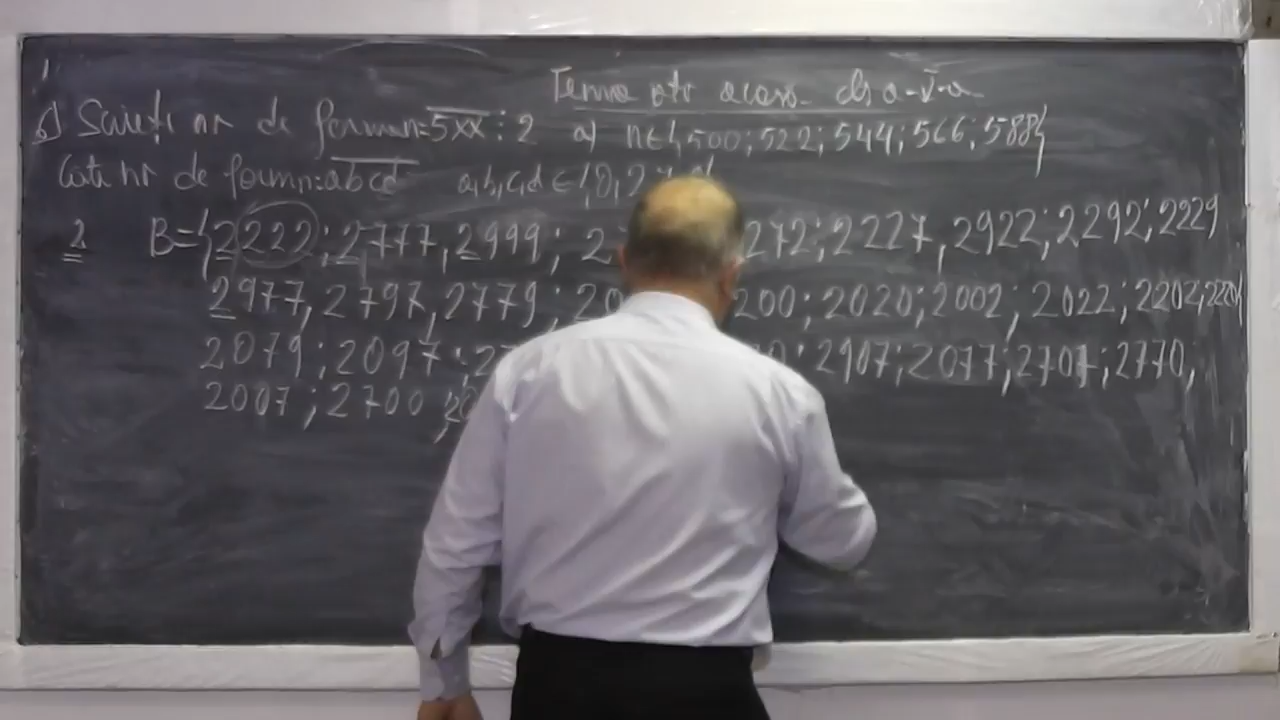 Tema ptr acasă cls a-V-a
b) Scrieți nr de forma n=5xx ⋮ 2 a) n∈{500;522;544;566;588}
Câte nr de forma n=abcd a,b,c,d ∈{0,2
2 B={2222;2777,2999; 2 272;2227,2922;2292;2229
2977,2797,2779; 20 200;2020;2002;2022;2202;220
2079;2097;2 2907;2077;2707;2770;
2007;2700